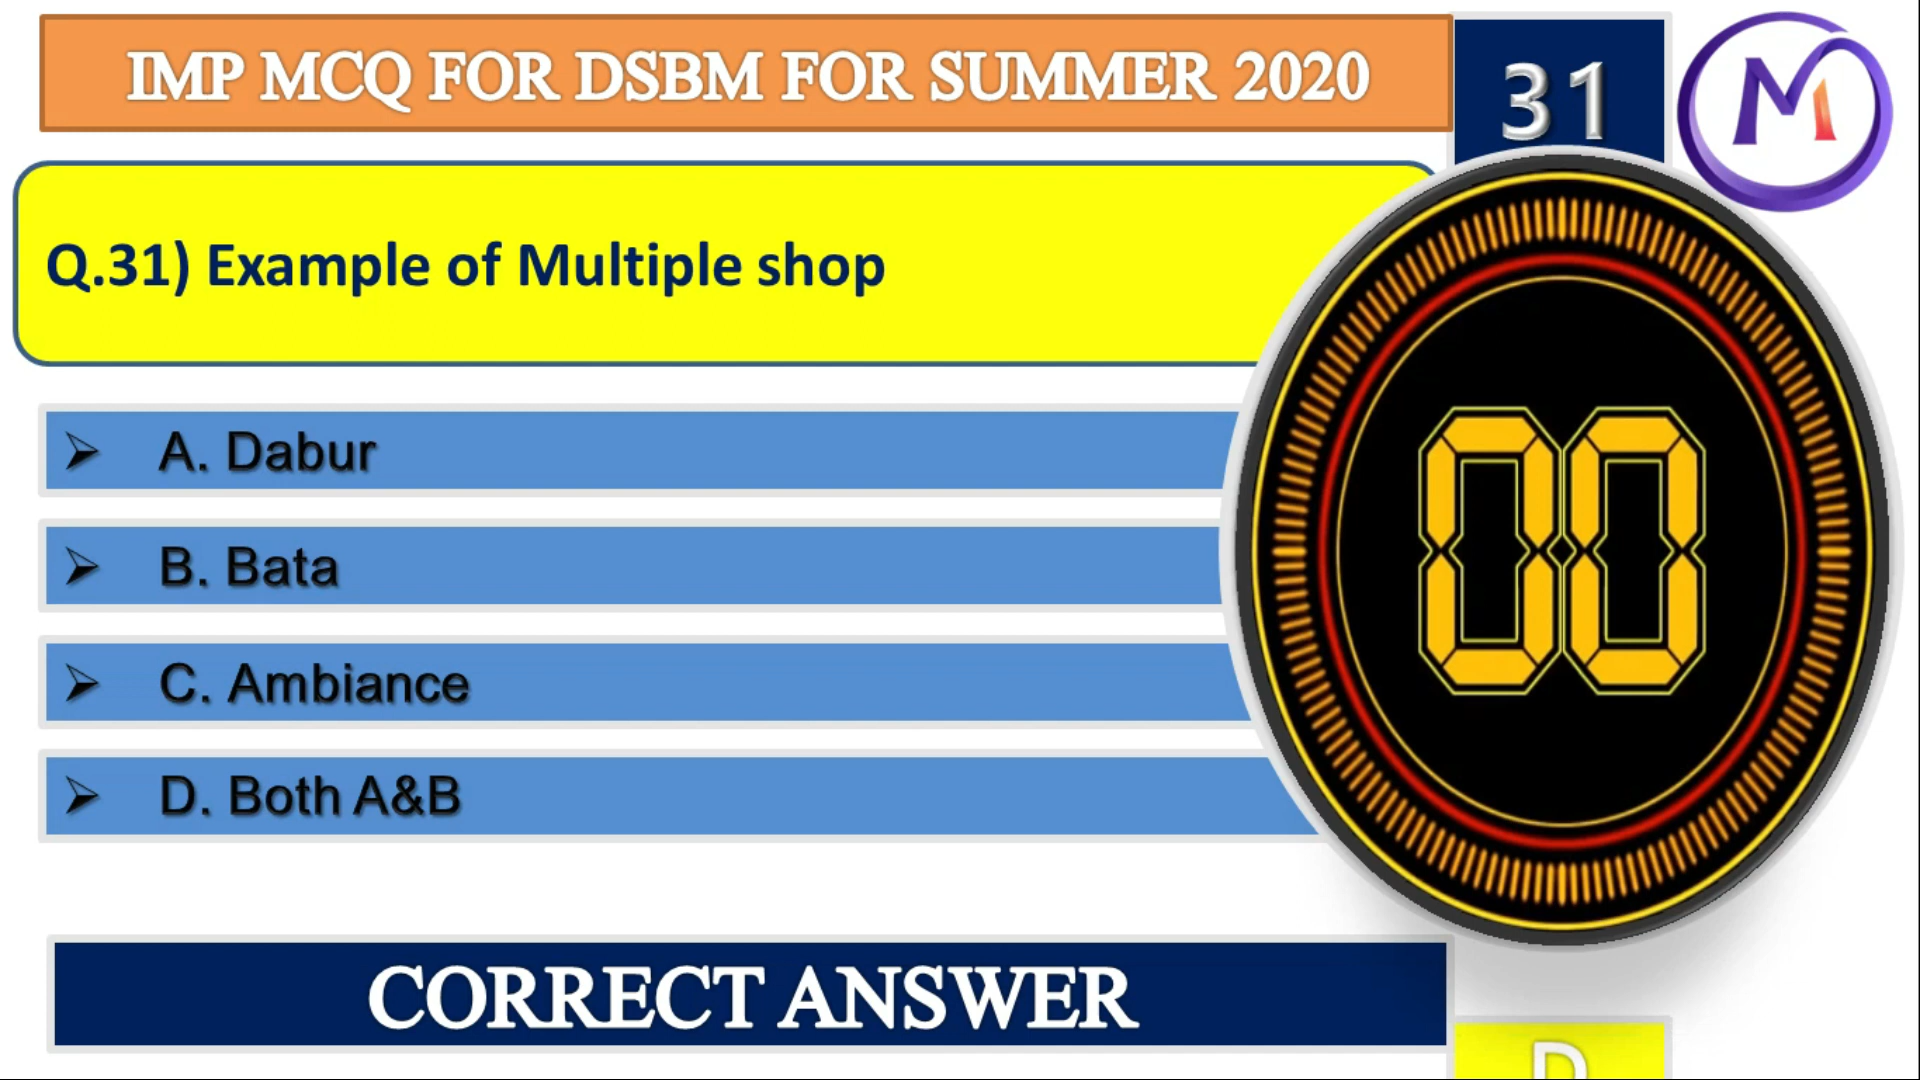 IMP MCQ FOR DSBM FOR SUMMER 2020
31
M
Q.31) Example of Multiple shop
A. Dabur
B. Bata
C. Ambiance
D. Both A&B
00
CORRECT ANSWER